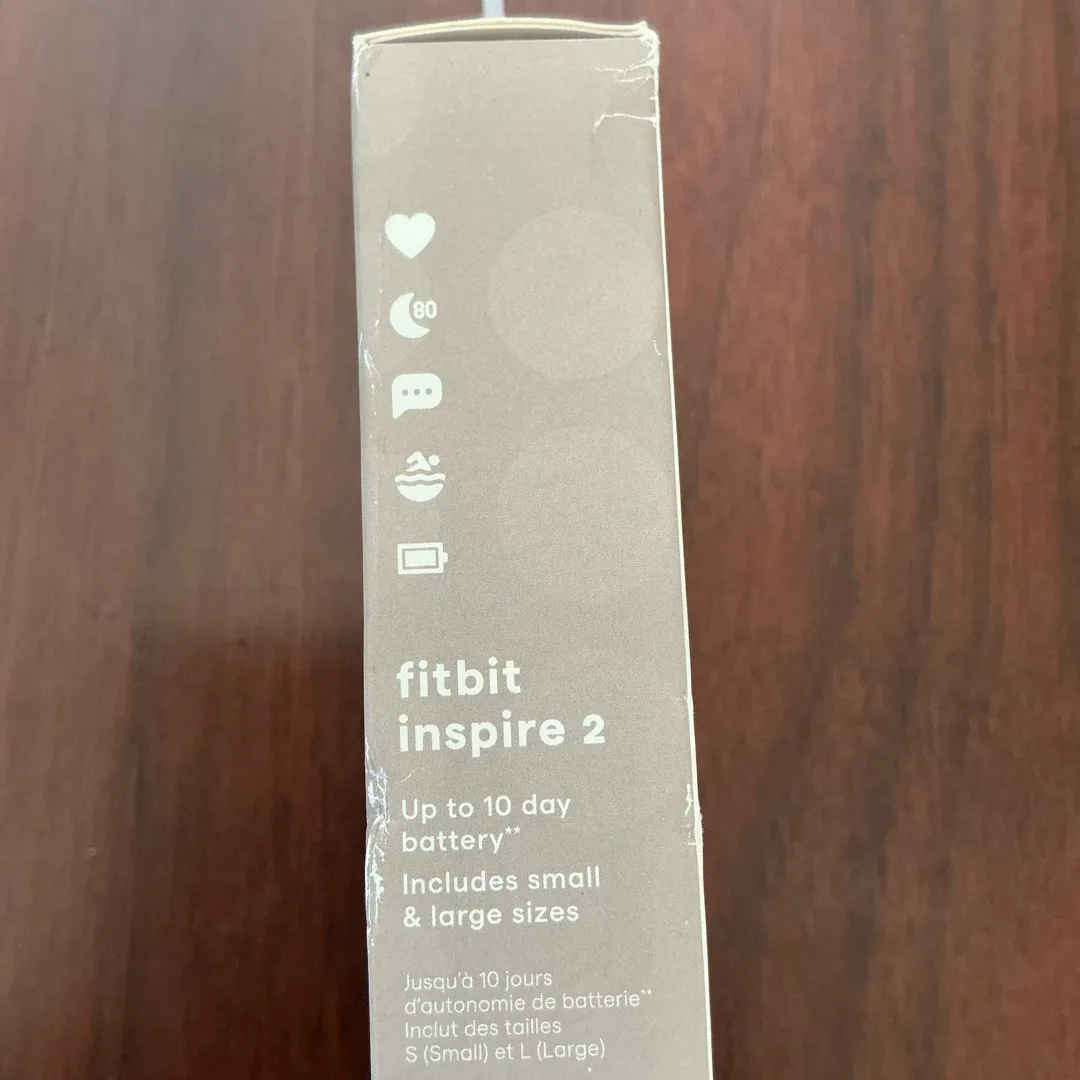 80
fitbit
inspire 2
Up to 10 day
battery**
Includes small
& large sizes
Jusqu'à 10 jours
d'autonomie de batterie**
Inclut des tailles
S (Small) et L (Large)